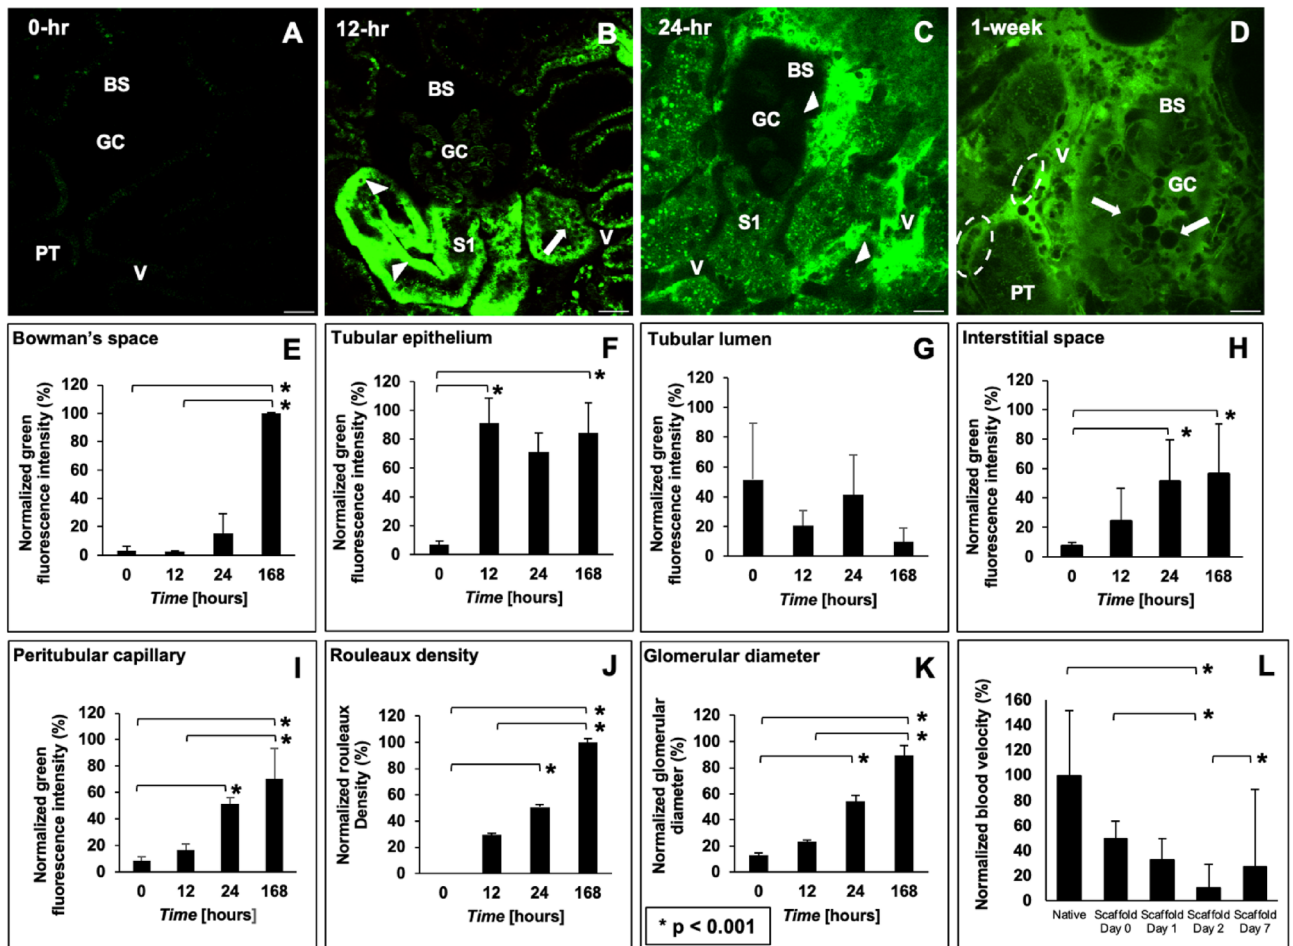 0-hr A
BS
GC
PT
V
12-hr B
BS
GC
S1
V
24-hr C
BS
GC
S1
V
V
1-week D
BS
V
GC
PT
Bowman's space E
Normalized green
fluorescence intensity (%)
120
100
80
60
40
20
0
*
*
0 12 24 168
Time [hours]
Tubular epithelium F
Normalized green
fluorescence intensity (%)
120
100
80
60
40
20
0
*
*
0 12 24 168
Time [hours]
Tubular lumen G
Normalized green
fluorescence intensity (%)
120
100
80
60
40
20
0
0 12 24 168
Time [hours]
Interstitial space H
Normalized green
fluorescence intensity (%)
120
100
80
60
40
20
0
*
*
0 12 24 168
Time [hours]
Peritubular capillary I
Normalized green
fluorescence intensity (%)
120
100
80
60
40
20
0
*
*
*
0 12 24 168
Time [hours]
Rouleaux density J
Normalized rouleaux
Density (%)
120
100
80
60
40
20
0
*
*
*
0 12 24 168
Time [hours]
Glomerular diameter K
Normalized glomerular
diameter (%)
120
100
80
60
40
20
0
*
*
*
0 12 24 168
* p < 0.001
Time [hours]
L
Normalized blood velocity (%)
160
140
120
100
80
60
40
20
0
*
*
*
Native Scaffold Scaffold Scaffold Scaffold
Day 0 Day 1 Day 2 Day 7